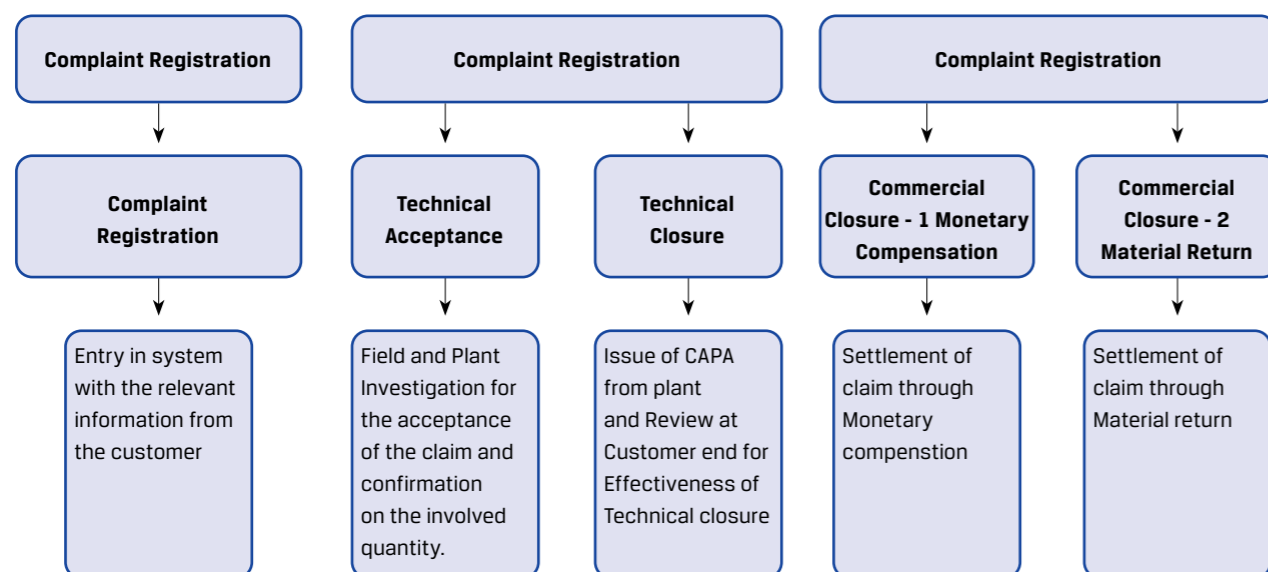 Complaint Registration
Complaint Registration
Complaint Registration
Complaint
Registration
Technical
Acceptance
Technical
Closure
Commercial
Closure - 1 Monetary
Compensation
Commercial
Closure - 2
Material Return
Entry in system
with the relevant
information from
the customer
Field and Plant
Investigation for
the acceptance
of the claim and
confirmation
on the involved
quantity.
Issue of CAPA
from plant
and Review at
Customer end for
Effectiveness of
Technical closure
Settlement of
claim through
Monetary
compenstion
Settlement of
claim through
Material return